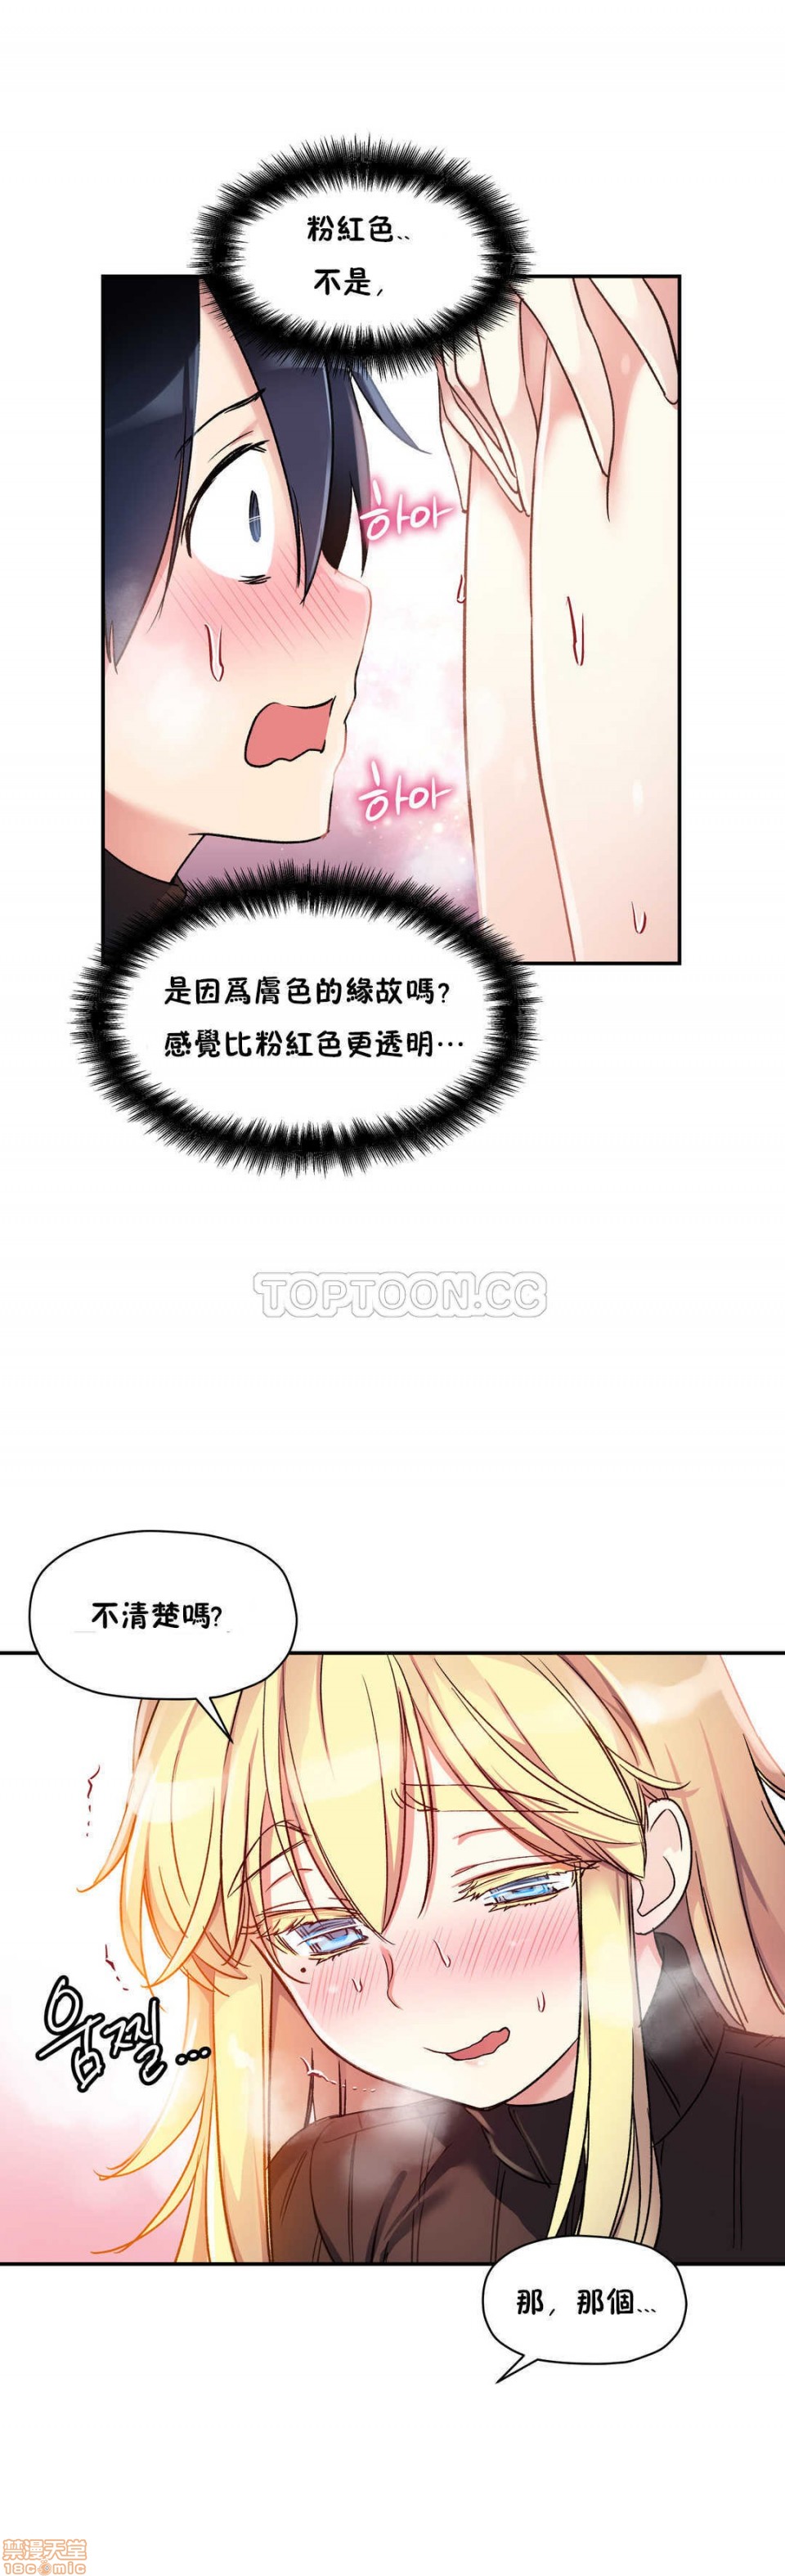 粉紅色..
不是,
하아
하아
是因爲膚色的緣故嗎?
感覺比粉紅色更透明…
TOPTOON.CC
不清楚嗎?
움찔...
那, 那個...
禁漫天堂
18comic